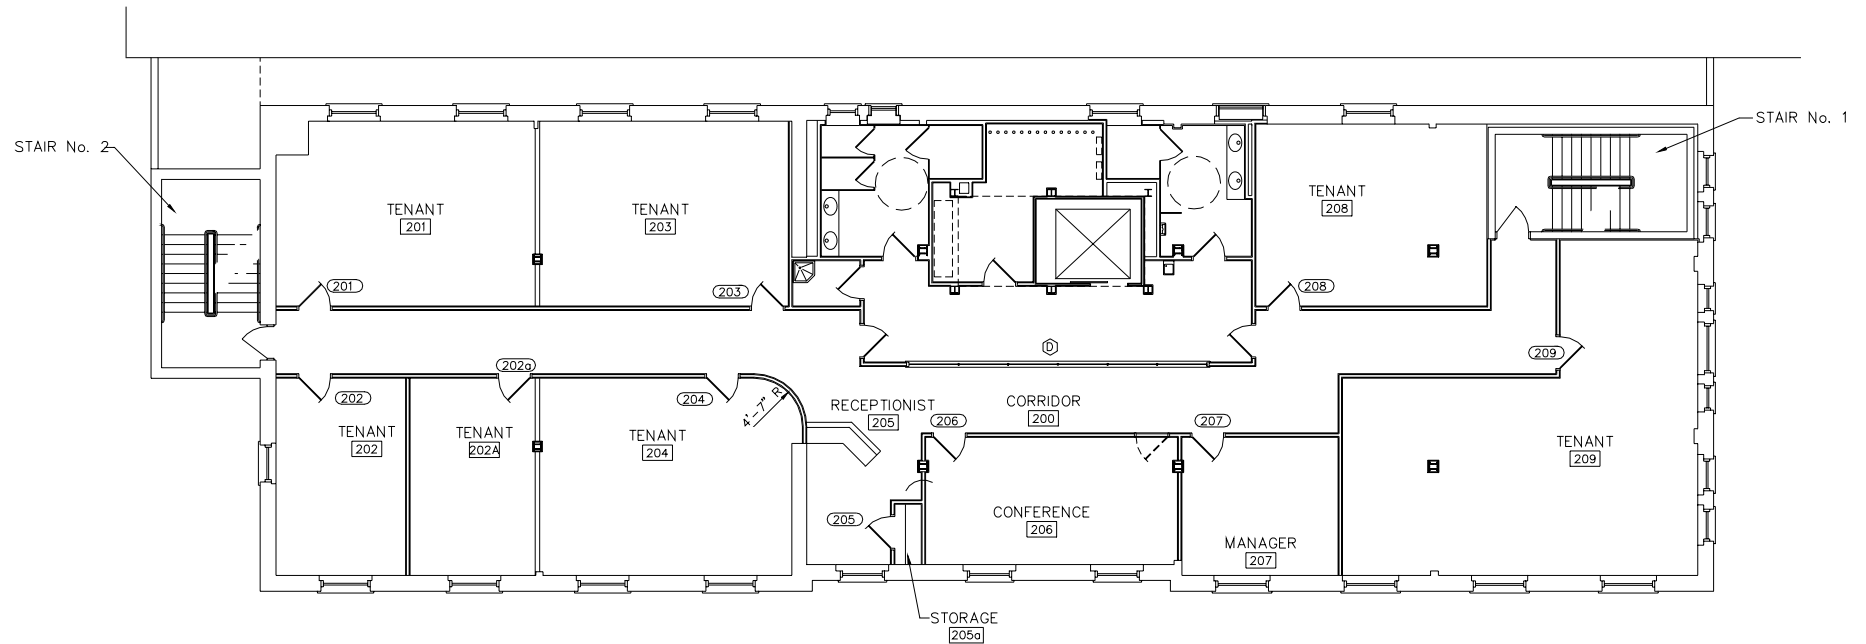 STAIR No. 1
STAIR No. 2
TENANT
201
TENANT
203
TENANT
208
201
203
208
D
209
202a
202
204
4'-7" R
RECEPTIONIST
205
CORRIDOR
200
206
207
TENANT
202
TENANT
202A
TENANT
204
TENANT
209
CONFERENCE
206
205
MANAGER
207
STORAGE
205a